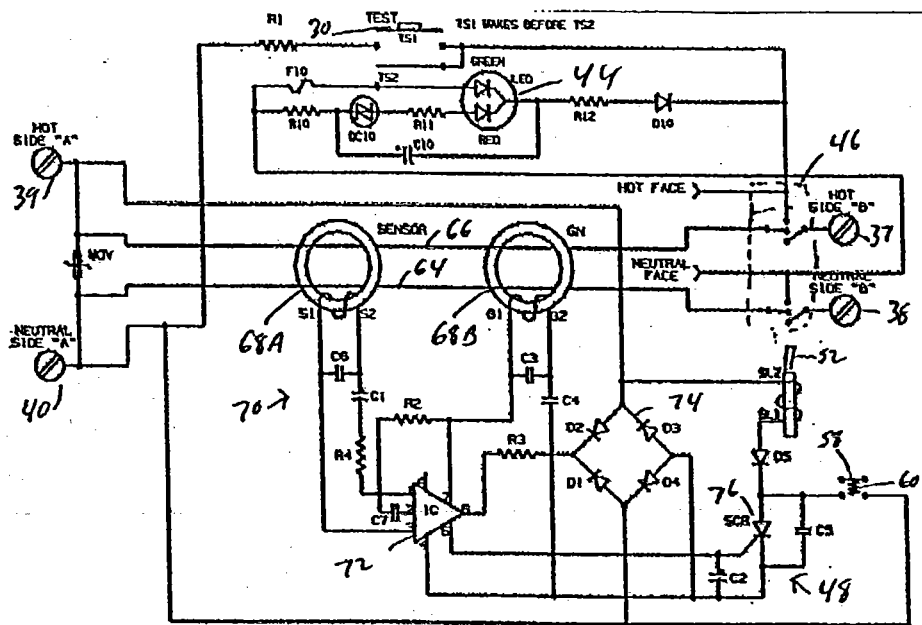 R1
30
TEST
TS1
TS1 MAKES BEFORE TS2
F10
TS2
GREEN
LED
44
R10
DC10
R11
RED
R12
D10
C10
HOT
SIDE "A"
39
46
HOT FACE
HOT
SIDE "B"
37
MOV
SENSOR
66
GN
64
NEUTRAL
FACE
NEUTRAL
SIDE "B"
38
NEUTRAL
SIDE "A"
40
68A
S1
S2
68B
G1
G2
52
SL2
SL1
C6
C1
C3
C4
70
R2
74
D2
D3
D5
58
60
R4
R3
D1
D4
76
SCR
C7
IC
6
72
C2
C5
48